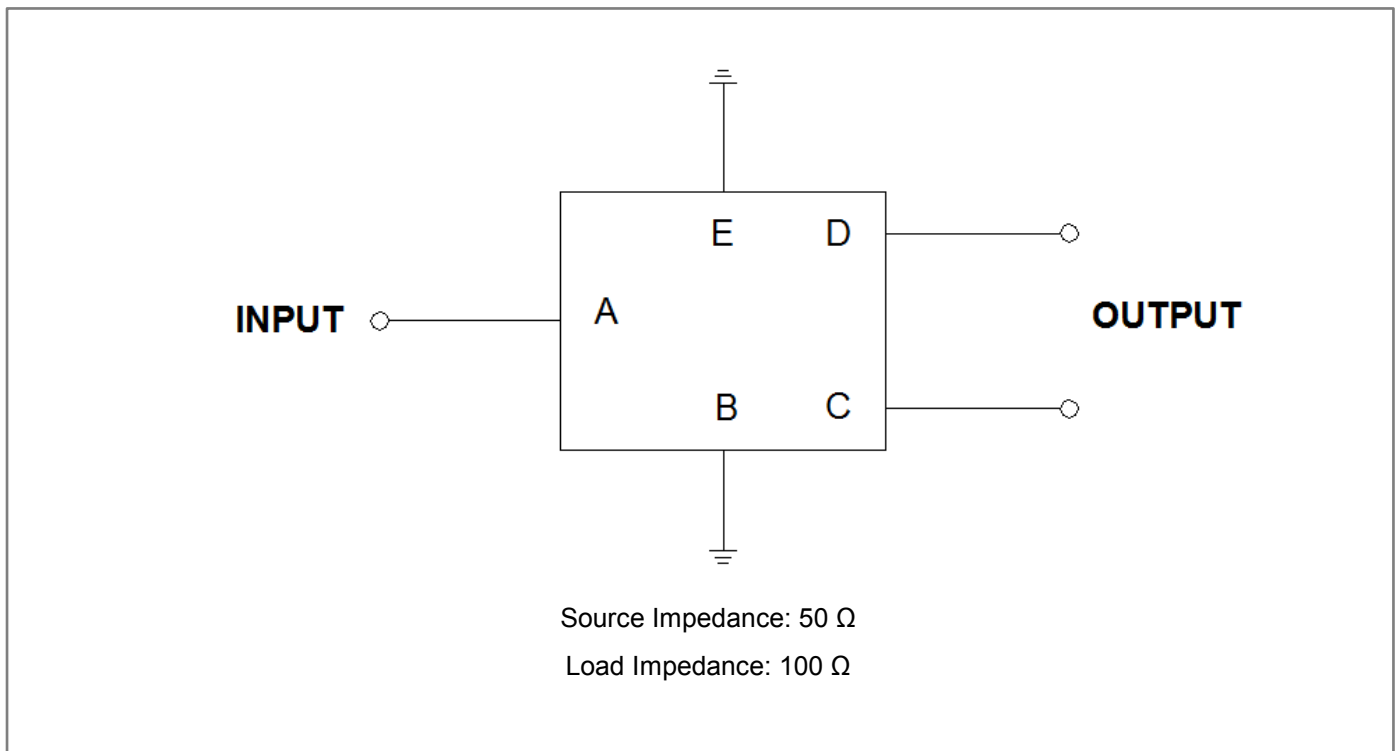 E D
INPUT A OUTPUT
B C
Source Impedance: 50 Ω
Load Impedance: 100 Ω